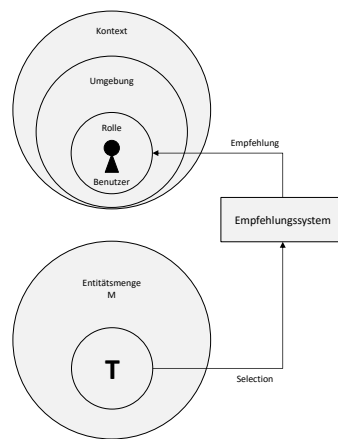 Kontext
Umgebung
Rolle
Benutzer
Empfehlung
Empfehlungssystem
Entitätsmenge
M
T
Selection